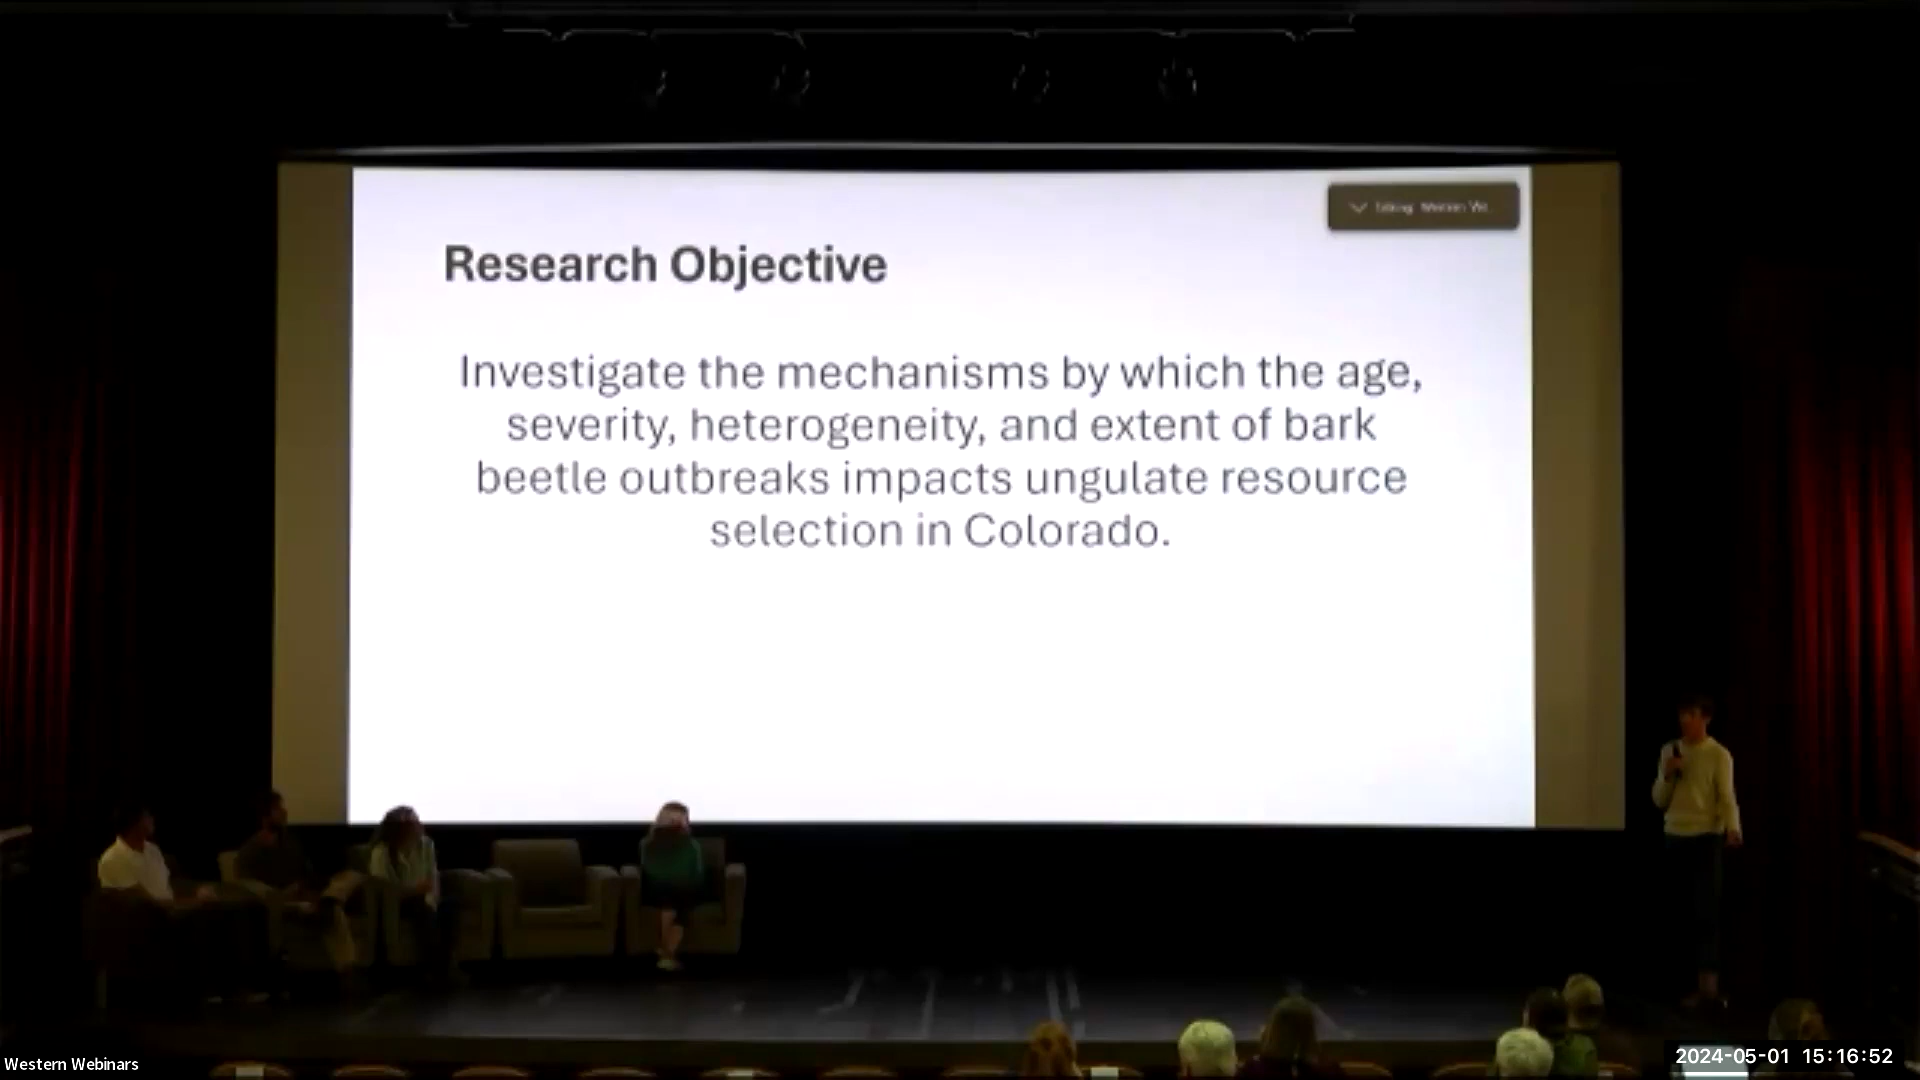 Research Objective
Investigate the mechanisms by which the age,
severity, heterogeneity, and extent of bark
beetle outbreaks impacts ungulate resource
selection in Colorado.
Western Webinars
2024-05-01 15:16:52